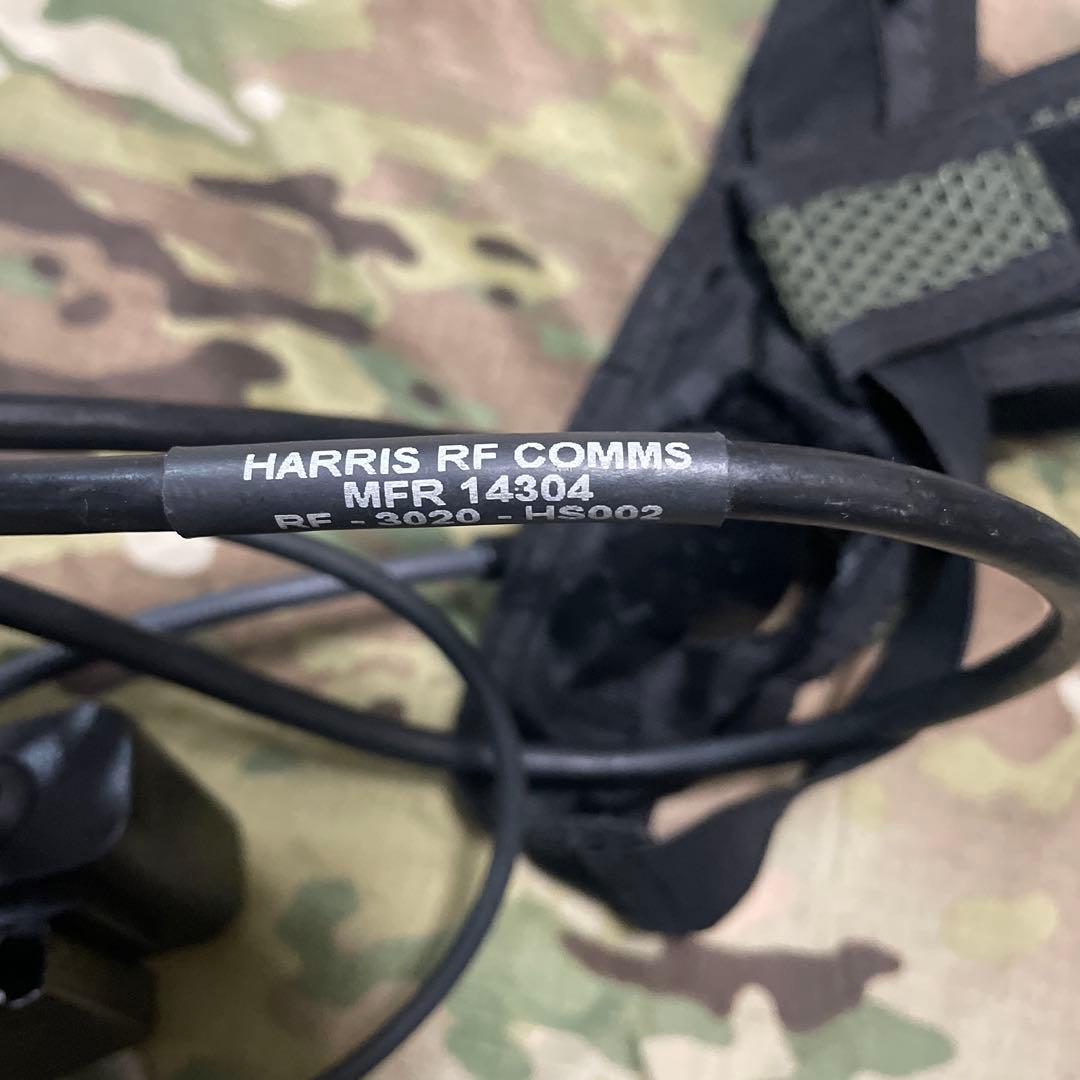 HARRIS RF COMMS
MFR 14304
RF - 3020 - HS002